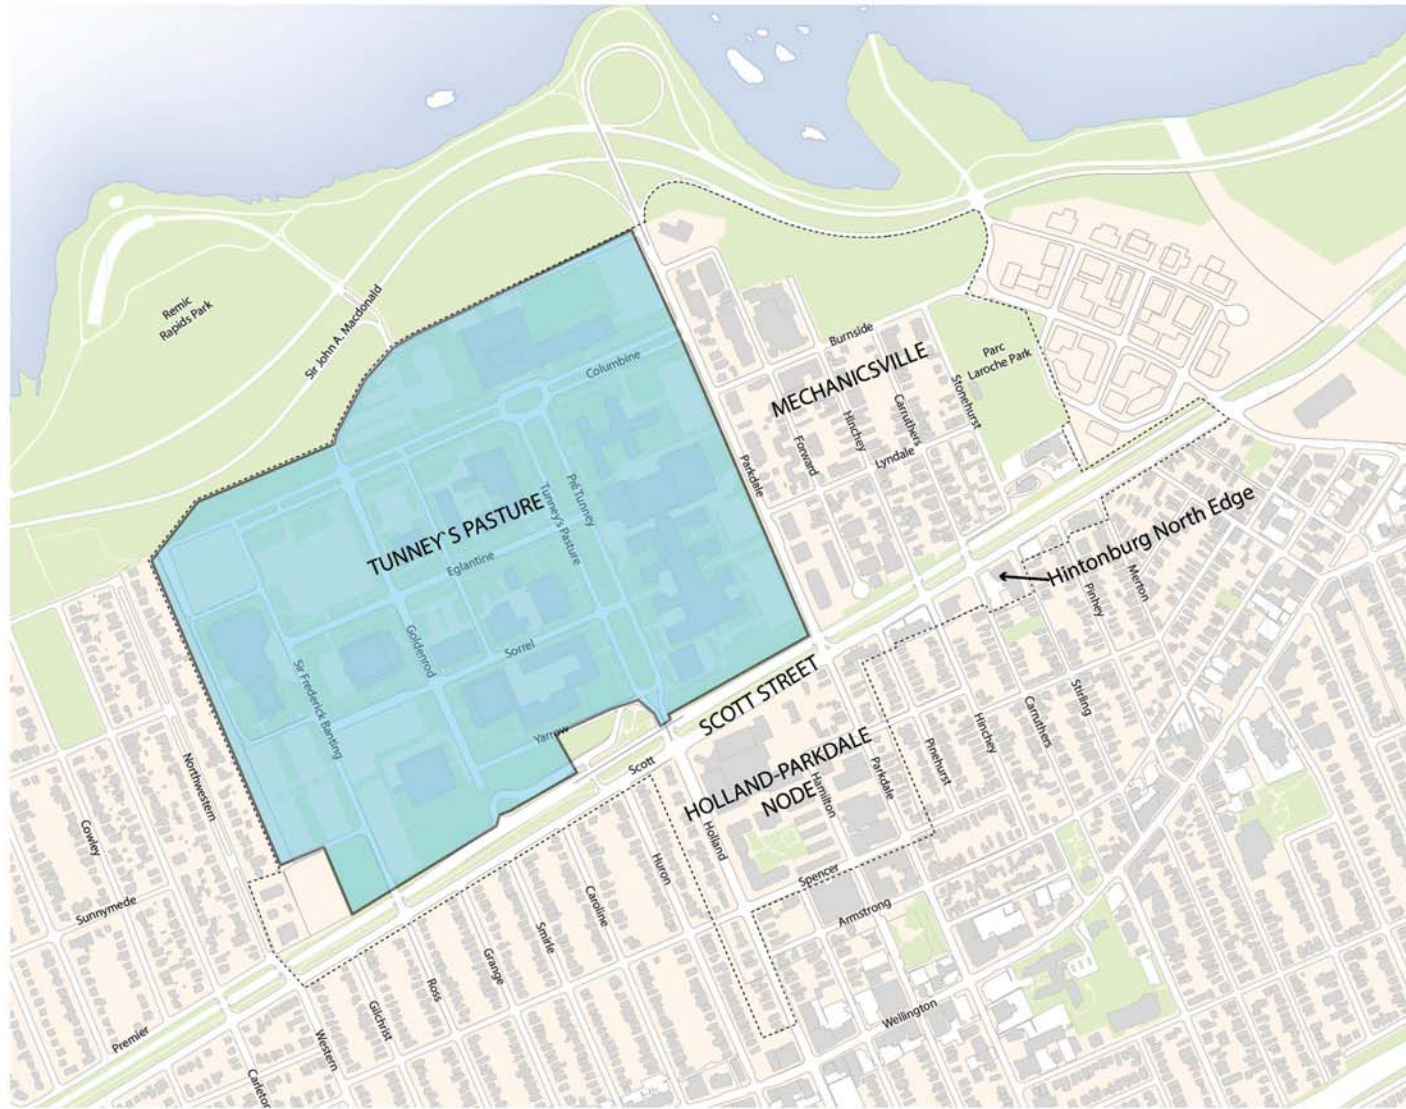 Remic
Rapids Park
Sir John A. Macdonald
Columbine
Burnside
MECHANICSVILLE
Parc
Laroche Park
Stonehurst
Carruthers
Hinchey
Forward
Lyndale
Parkdale
TUNNEY'S PASTURE
Tunney's Pasture
Pré Tunney
Eglantine
Goldenrod
Sorrel
Sir Frederick Banting
Yarrow
Hintonburg North Edge
Merton
Pinhey
Stirling
Carruthers
Hinchey
Pinehurst
SCOTT STREET
Scott
HOLLAND-PARKDALE
NODE
Parkdale
Hamilton
Holland
Spencer
Armstrong
Wellington
Northwestern
Cowley
Sunnymede
Huron
Caroline
Smirle
Grange
Ross
Gilchrist
Western
Premier
Carleton